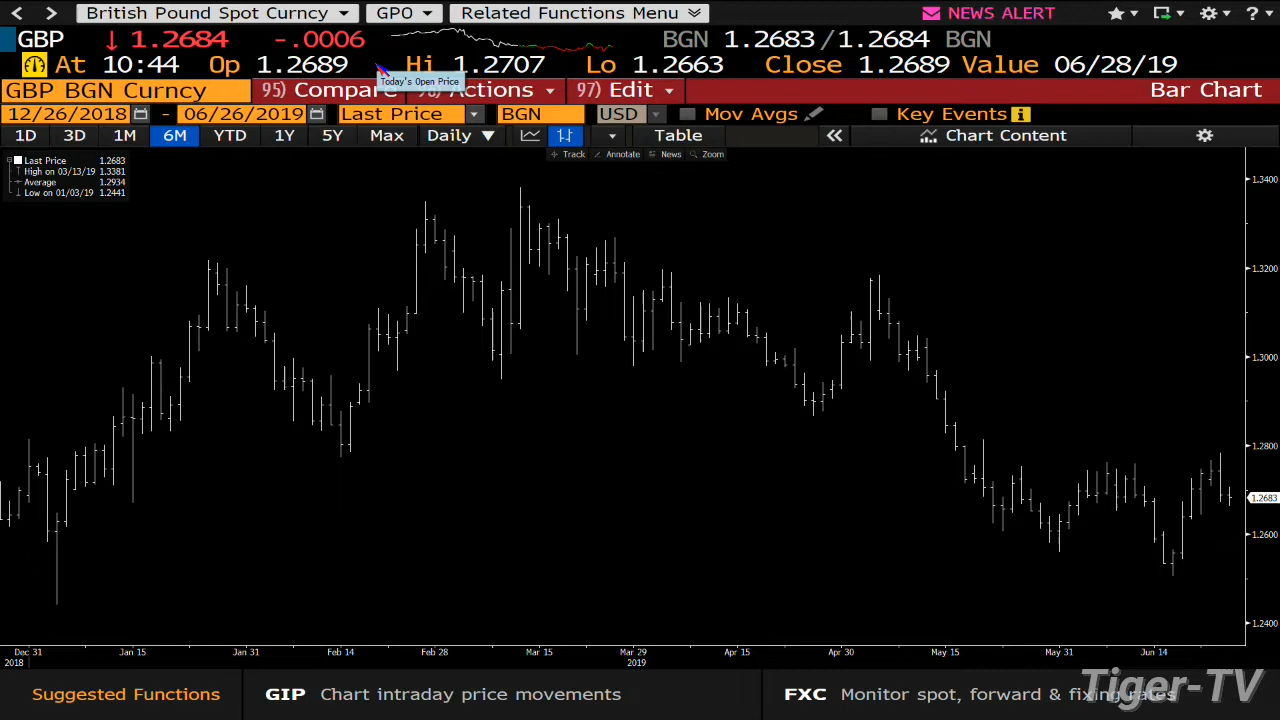 British Pound Spot Curncy GPO Related Functions Menu NEWS ALERT
GBP ↓ 1.2684 -.0006 BGN 1.2683/1.2684 BGN
At 10:44 Op 1.2689 Hi 1.2707 Lo 1.2663 Close 1.2689 Value 06/28/19
Today's Open Price
GBP BGN Curncy 95) Compare Actions 97) Edit Bar Chart
12/26/2018 - 06/26/2019 Last Price BGN USD Mov Avgs Key Events
1D 3D 1M 6M YTD 1Y 5Y Max Daily ▼ Table « Chart Content
Track Annotate News Zoom
Last Price 1.2683
High on 03/13/19 1.3381
Average 1.2934
Low on 01/03/19 1.2441
1.3400
1.3200
1.3000
1.2800
1.2683
1.2600
1.2400
Dec 31 Jan 15 Jan 31 Feb 14 Feb 28 Mar 15 Mar 29 Apr 15 Apr 30 May 15 May 31 Jun 14
2018 2019
Suggested Functions GIP Chart intraday price movements FXC Monitor spot, forward & fixing rates
Tiger-TV